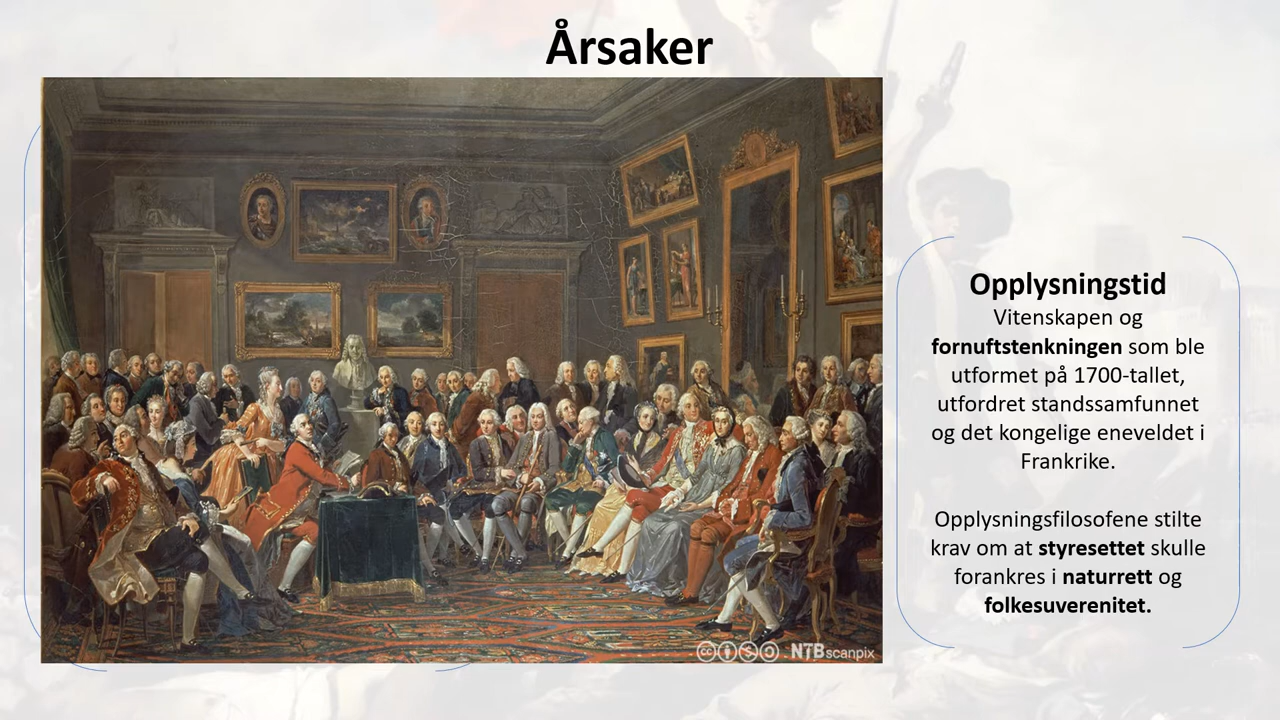 Årsaker
Opplysningstid
Vitenskapen og
fornuftstenkningen som ble
utformet på 1700-tallet,
utfordret standssamfunnet
og det kongelige eneveldet i
Frankrike.
Opplysningsfilosofene stilte
krav om at styresettet skulle
forankres i naturrett og
folkesuverenitet.
NTBscanpix